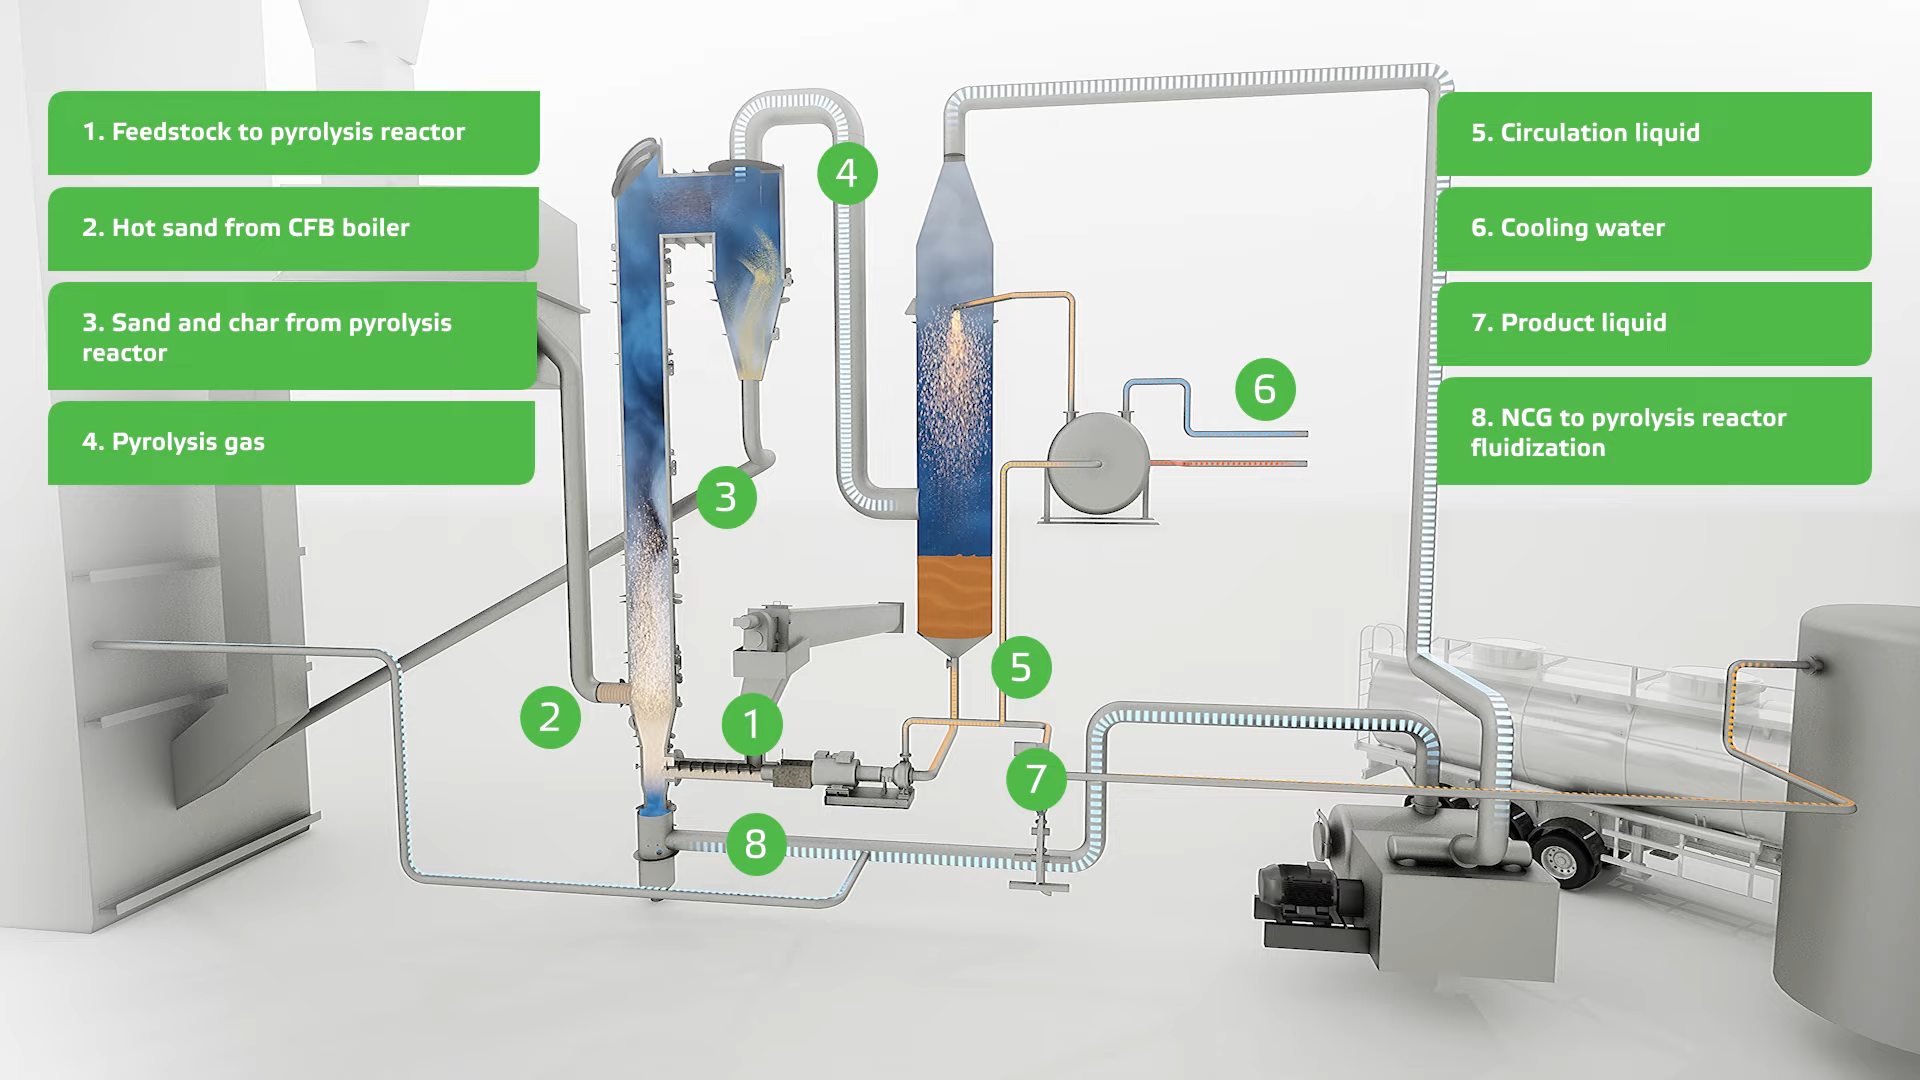 1. Feedstock to pyrolysis reactor
2. Hot sand from CFB boiler
3. Sand and char from pyrolysis
reactor
4. Pyrolysis gas
5. Circulation liquid
6. Cooling water
7. Product liquid
8. NCG to pyrolysis reactor
fluidization
4
6
3
5
2
1
7
8